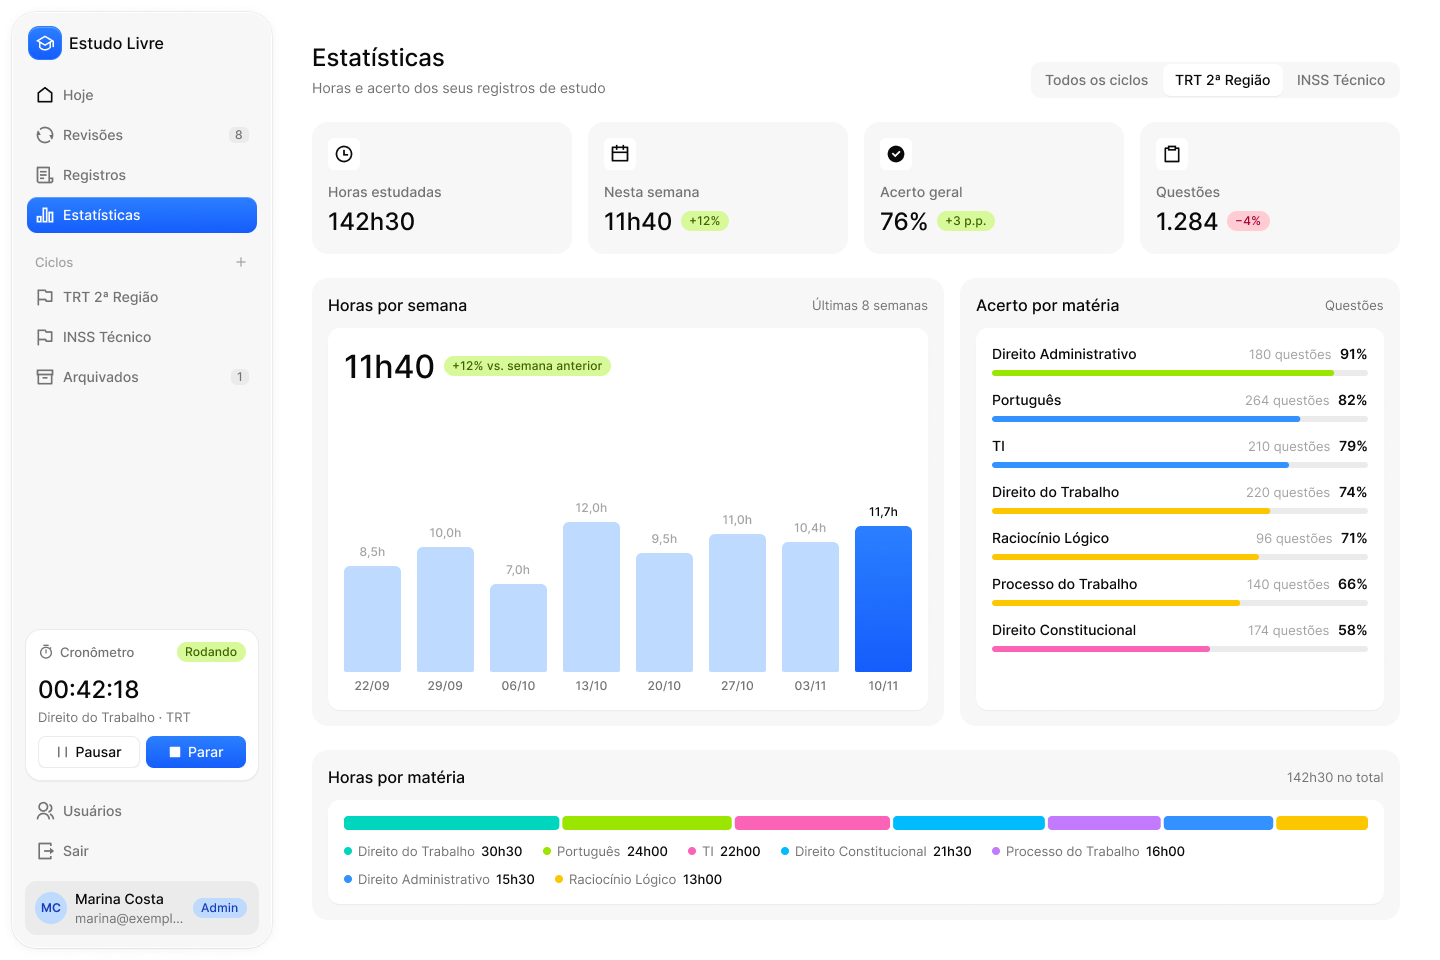 Estudo Livre
Hoje
Revisões 8
Registros
Estatísticas
Ciclos
TRT 2ª Região
INSS Técnico
Arquivados 1
Cronômetro Rodando
00:42:18
Direito do Trabalho · TRT
Pausar Parar
Usuários
Sair
MC Marina Costa Admin
marina@exempl...
Estatísticas
Horas e acerto dos seus registros de estudo
Todos os ciclos TRT 2ª Região INSS Técnico
Horas estudadas
142h30
Nesta semana
11h40 +12%
Acerto geral
76% +3 p.p.
Questões
1.284 −4%
Horas por semana Últimas 8 semanas
11h40 +12% vs. semana anterior
8,5h 10,0h 7,0h 12,0h 9,5h 11,0h 10,4h 11,7h
22/09 29/09 06/10 13/10 20/10 27/10 03/11 10/11
Acerto por matéria Questões
Direito Administrativo 180 questões 91%
Português 264 questões 82%
TI 210 questões 79%
Direito do Trabalho 220 questões 74%
Raciocínio Lógico 96 questões 71%
Processo do Trabalho 140 questões 66%
Direito Constitucional 174 questões 58%
Horas por matéria 142h30 no total
Direito do Trabalho 30h30 Português 24h00 TI 22h00 Direito Constitucional 21h30 Processo do Trabalho 16h00
Direito Administrativo 15h30 Raciocínio Lógico 13h00